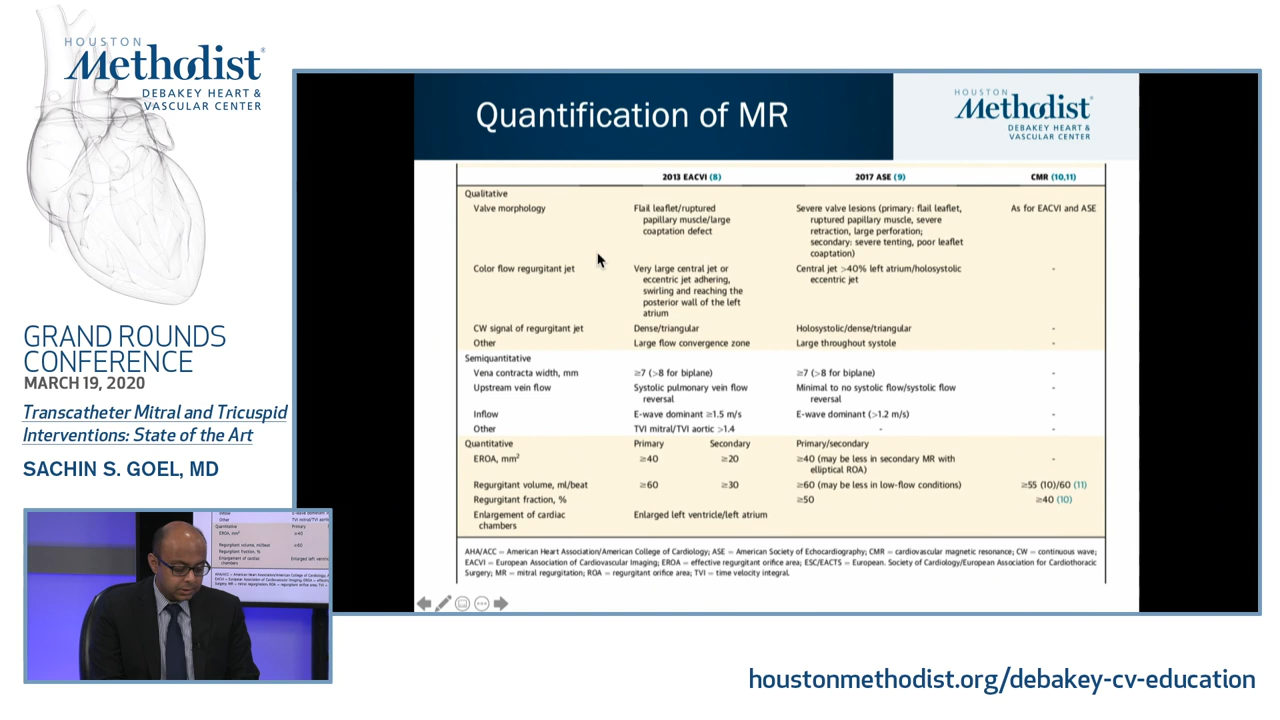 HOUSTON
Methodist®
DEBAKEY HEART &
VASCULAR CENTER
GRAND ROUNDS
CONFERENCE
MARCH 19, 2020
Transcatheter Mitral and Tricuspid
Interventions: State of the Art
SACHIN S. GOEL, MD
Quantification of MR
HOUSTON
Methodist®
DEBAKEY HEART &
VASCULAR CENTER
2013 EACVI (8) 2017 ASE (9) CMR (10,11)
Qualitative
Valve morphology Flail leaflet/ruptured Severe valve lesions (primary: flail leaflet, As for EACVI and ASE
papillary muscle/large ruptured papillary muscle, severe
coaptation defect retraction, large perforation;
secondary: severe tenting, poor leaflet
coaptation)
Color flow regurgitant jet Very large central jet or Central jet >40% left atrium/holosystolic -
eccentric jet adhering, eccentric jet
swirling and reaching the
posterior wall of the left
atrium
CW signal of regurgitant jet Dense/triangular Holosystolic/dense/triangular -
Other Large flow convergence zone Large throughout systole -
Semiquantitative
Vena contracta width, mm ≥7 (>8 for biplane) ≥7 (>8 for biplane) -
Upstream vein flow Systolic pulmonary vein flow Minimal to no systolic flow/systolic flow -
reversal reversal
Inflow E-wave dominant ≥1.5 m/s E-wave dominant (>1.2 m/s) -
Other TVI mitral/TVI aortic >1.4 - -
Quantitative Primary Secondary Primary/secondary
EROA, mm² ≥40 ≥20 ≥40 (may be less in secondary MR with -
elliptical ROA)
Regurgitant volume, ml/beat ≥60 ≥30 ≥60 (may be less in low-flow conditions) ≥55 (10)/60 (11)
Regurgitant fraction, % ≥50 ≥40 (10)
Enlargement of cardiac Enlarged left ventricle/left atrium
chambers
AHA/ACC = American Heart Association/American College of Cardiology; ASE = American Society of Echocardiography; CMR = cardiovascular magnetic resonance; CW = continuous wave;
EACVI = European Association of Cardiovascular Imaging; EROA = effective regurgitant orifice area; ESC/EACTS = European. Society of Cardiology/European Association for Cardiothoracic
Surgery; MR = mitral regurgitation; ROA = regurgitant orifice area; TVI = time velocity integral.
houstonmethodist.org/debakey-cv-education